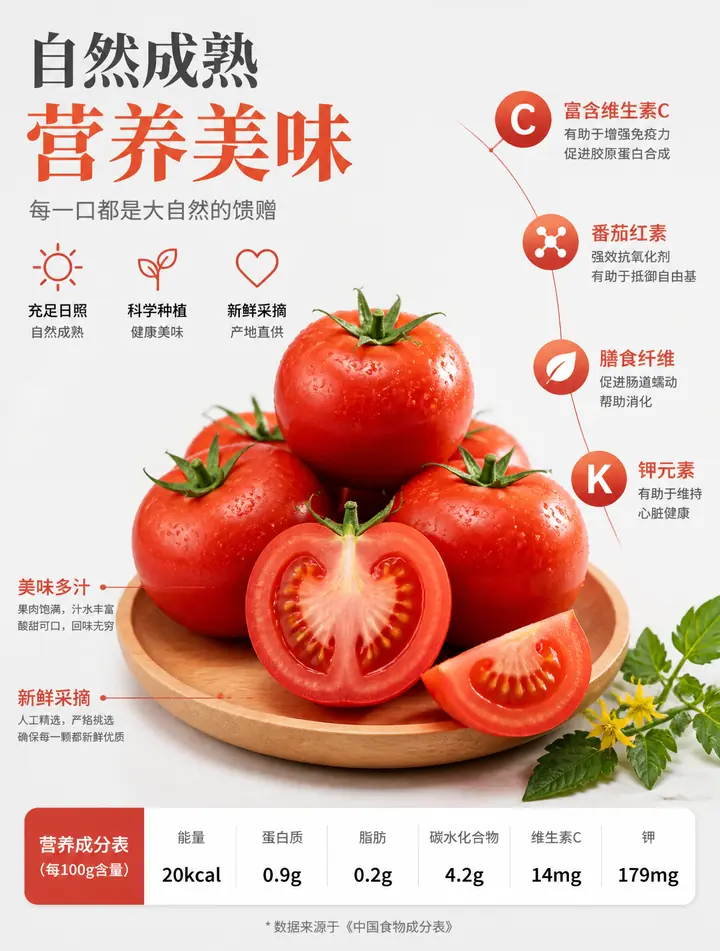 自然成熟
营养美味
每一口都是大自然的馈赠
充足日照
自然成熟
科学种植
健康美味
新鲜采摘
产地直供
C
富含维生素C
有助于增强免疫力
促进胶原蛋白合成
番茄红素
强效抗氧化剂
有助于抵御自由基
膳食纤维
促进肠道蠕动
帮助消化
K
钾元素
有助于维持
心脏健康
美味多汁
果肉饱满，汁水丰富
酸甜可口，回味无穷
新鲜采摘
人工精选，严格挑选
确保每一颗都新鲜优质
营养成分表
（每100g含量）
能量
20kcal
蛋白质
0.9g
脂肪
0.2g
碳水化合物
4.2g
维生素C
14mg
钾
179mg
* 数据来源于《中国食物成分表》